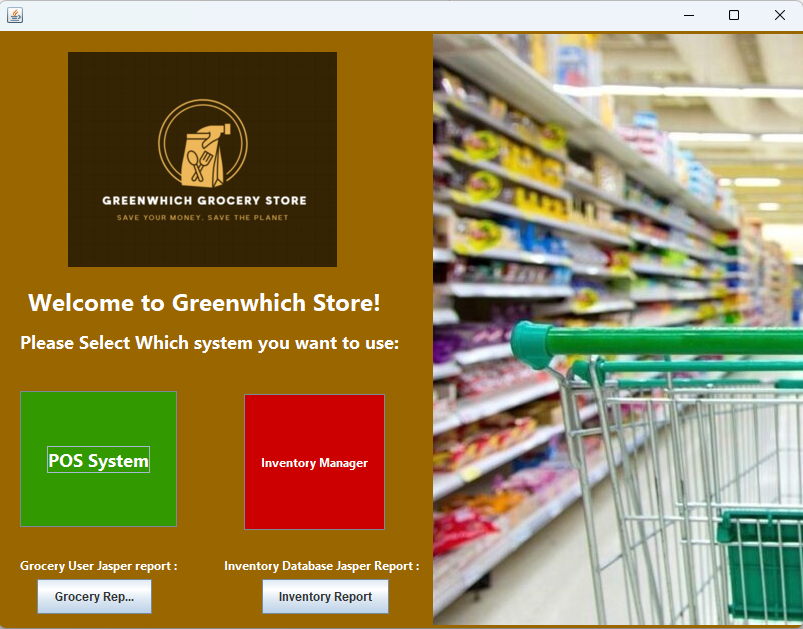 GREENWHICH GROCERY STORE
SAVE YOUR MONEY, SAVE THE PLANET
Welcome to Greenwhich Store!
Please Select Which system you want to use:
POS System
Inventory Manager
Grocery User Jasper report :
Inventory Database Jasper Report :
Grocery Rep...
Inventory Report